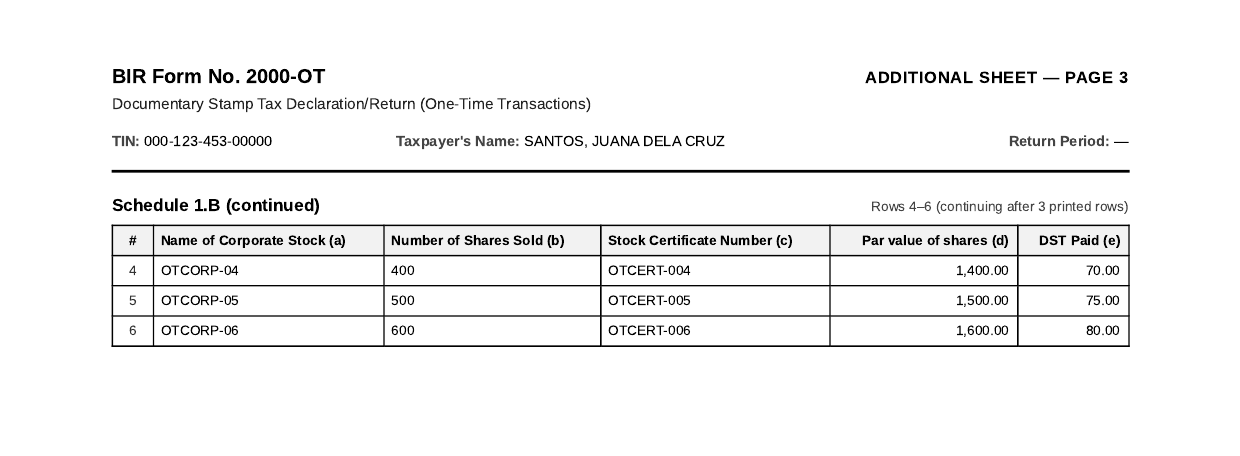 BIR Form No. 2000-OT ADDITIONAL SHEET — PAGE 3
Documentary Stamp Tax Declaration/Return (One-Time Transactions)
TIN: 000-123-453-00000 Taxpayer's Name: SANTOS, JUANA DELA CRUZ Return Period: —
Schedule 1.B (continued) Rows 4–6 (continuing after 3 printed rows)
# Name of Corporate Stock (a) Number of Shares Sold (b) Stock Certificate Number (c) Par value of shares (d) DST Paid (e)
4 OTCORP-04 400 OTCERT-004 1,400.00 70.00
5 OTCORP-05 500 OTCERT-005 1,500.00 75.00
6 OTCORP-06 600 OTCERT-006 1,600.00 80.00